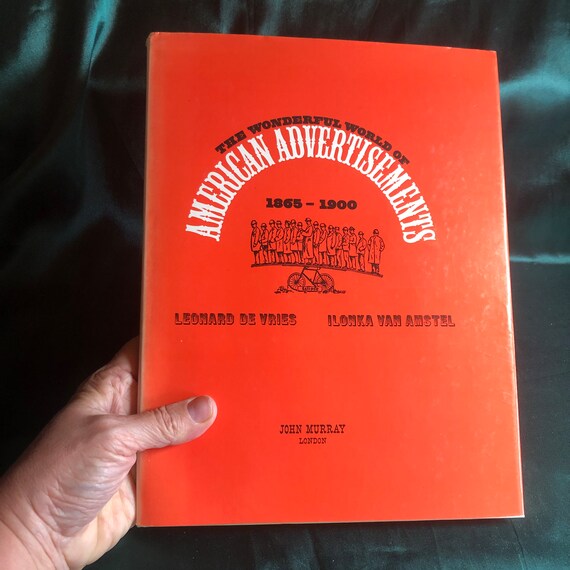 THE WONDERFUL WORLD OF
AMERICAN ADVERTISEMENTS
1865 – 1900
LEONARD DE VRIES ILONKA VAN AMSTEL
JOHN MURRAY
LONDON